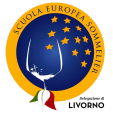 SCUOLA EUROPEA SOMMELIER
delegazione di
LIVORNO